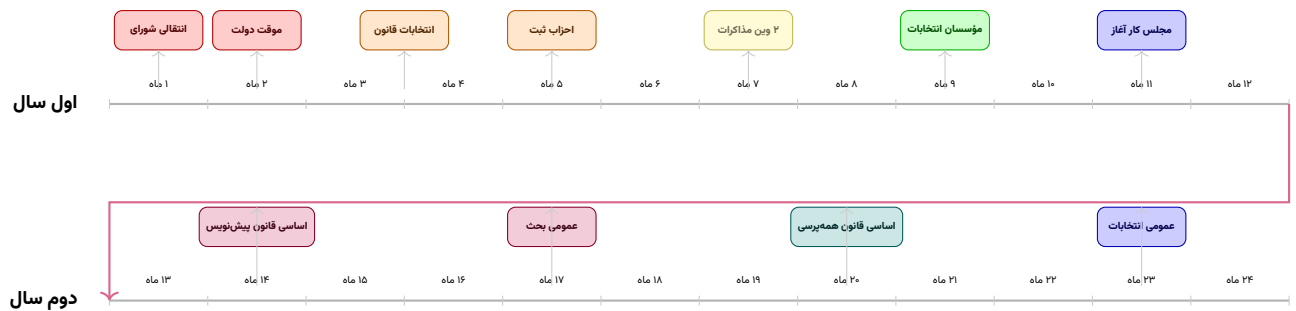 انتقالی شورای
موقت دولت
انتخابات قانون
احزاب ثبت
۲ وین مذاکرات
مؤسسان انتخابات
مجلس کار آغاز
۱ ماه
۲ ماه
۳ ماه
۴ ماه
۵ ماه
۶ ماه
۷ ماه
۸ ماه
۹ ماه
۱۰ ماه
۱۱ ماه
۱۲ ماه
اول سال
اساسی قانون پیش‌نویس
عمومی بحث
اساسی قانون همه‌پرسی
عمومی انتخابات
۱۳ ماه
۱۴ ماه
۱۵ ماه
۱۶ ماه
۱۷ ماه
۱۸ ماه
۱۹ ماه
۲۰ ماه
۲۱ ماه
۲۲ ماه
۲۳ ماه
۲۴ ماه
دوم سال